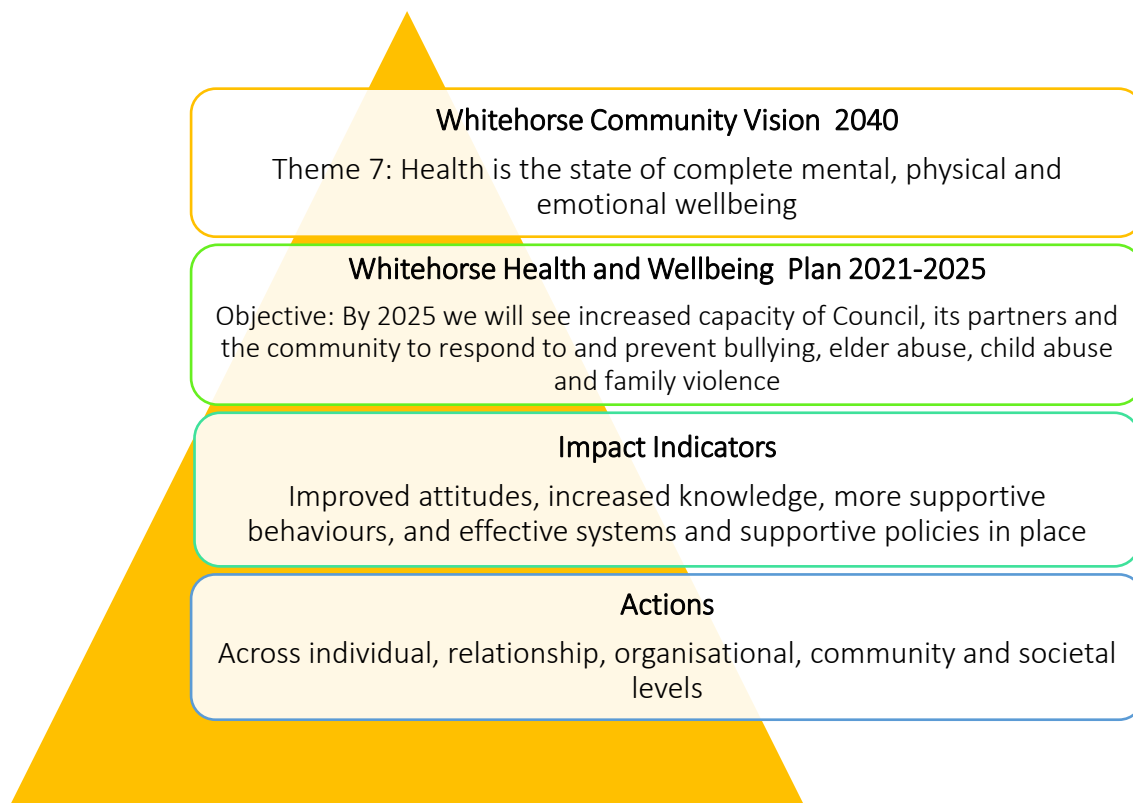 Whitehorse Community Vision 2040
Theme 7: Health is the state of complete mental, physical and
emotional wellbeing
Whitehorse Health and Wellbeing Plan 2021-2025
Objective: By 2025 we will see increased capacity of Council, its partners and
the community to respond to and prevent bullying, elder abuse, child abuse
and family violence
Impact Indicators
Improved attitudes, increased knowledge, more supportive
behaviours, and effective systems and supportive policies in place
Actions
Across individual, relationship, organisational, community and societal
levels